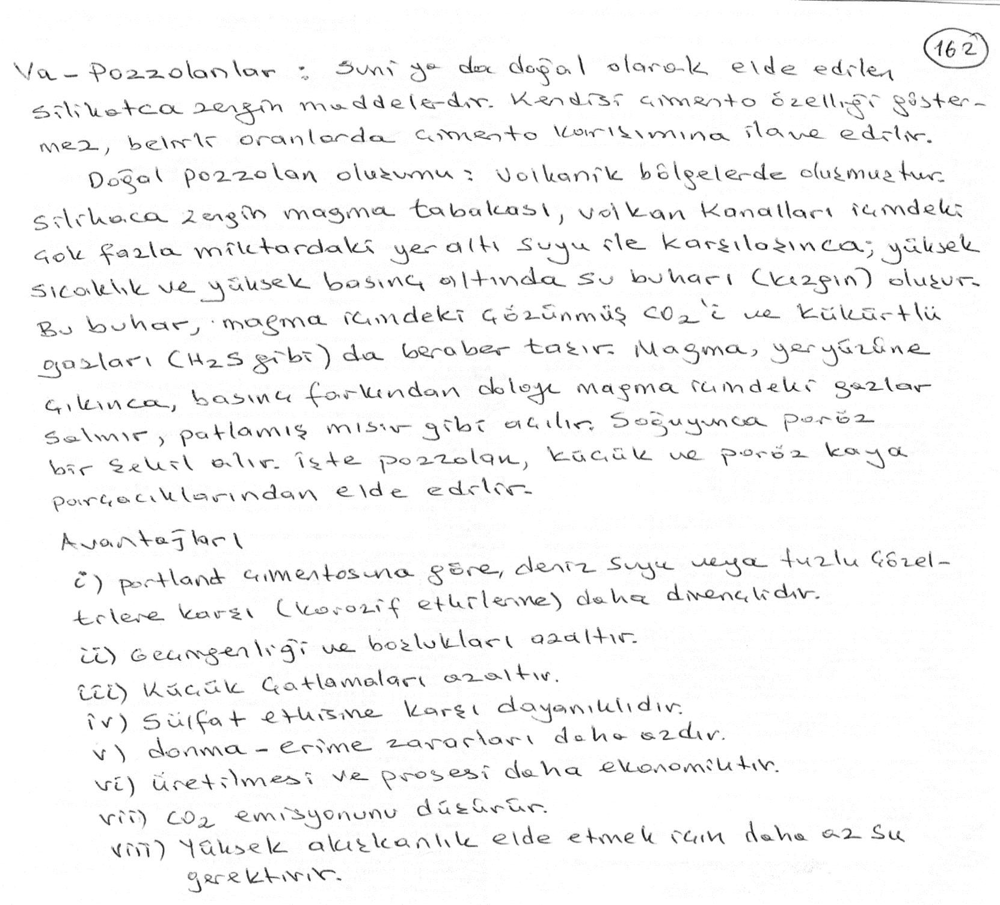 162
Va - Pozzolanlar : Suni ya da doğal olarak elde edilen
silikatca zengin maddelerdir. Kendisi çimento özelliği göster-
mez, belirli oranlarda çimento karışımına ilave edilir.
Doğal pozzolan oluşumu : Volkanik bölgelerde oluşmuştur.
Silikaca zengin magma tabakası, volkan kanalları içindeki
çok fazla miktardaki yer altı suyu ile karşılaşınca; yüksek
sıcaklık ve yüksek basınç altında su buharı (kızgın) oluşur.
Bu buhar, magma içindeki çözünmüş CO2'i ve kükürtlü
gazları (H2S gibi) da beraber taşır. Magma, yeryüzüne
çıkınca, basınç farkından dolayı magma içindeki gazlar
salınır, patlamış mısır gibi açılır. Soğuyunca poröz
bir şekil alır. İşte pozzolan, küçük ve poröz kaya
parçacıklarından elde edilir.
Avantajları
i) portland çimentosuna göre, deniz suyu veya tuzlu çözel-
tilere karşı (korozif etkilerine) daha dirençlidir.
ii) Geçirgenliği ve boşlukları azaltır.
iii) Küçük çatlamaları azaltır.
iv) Sülfat etkisine karşı dayanıklıdır.
v) donma - erime zararları daha azdır.
vi) üretilmesi ve prosesi daha ekonomiktir.
vii) CO2 emisyonunu düşürür.
viii) Yüksek akışkanlık elde etmek için daha az su
gerektirir.